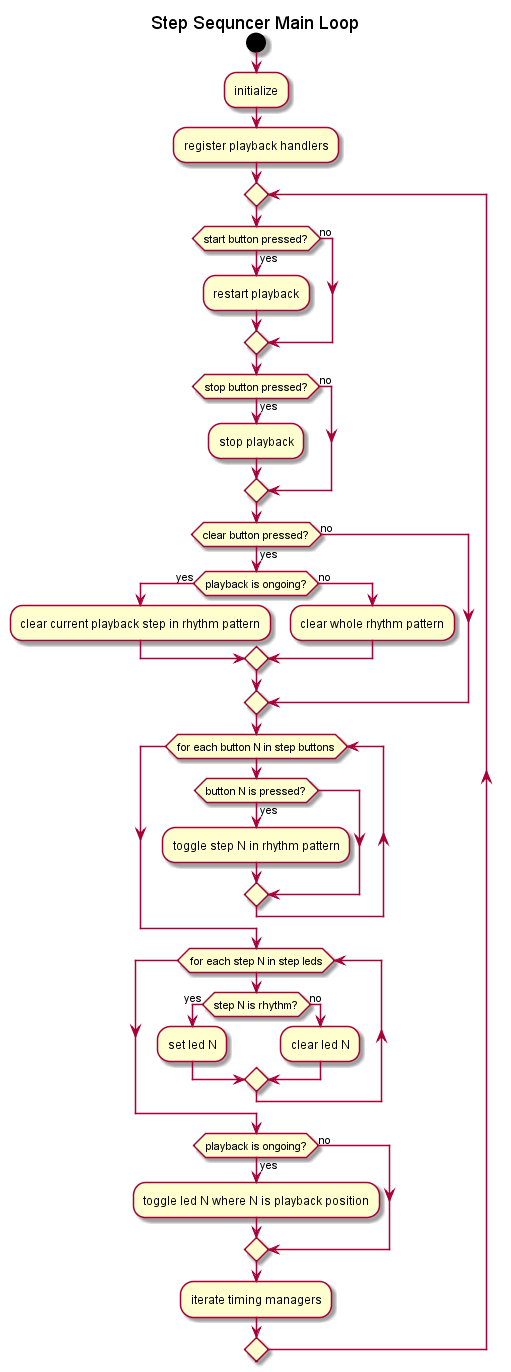 Step Sequncer Main Loop
initialize
register playback handlers
start button pressed?
no
yes
restart playback
stop button pressed?
no
yes
stop playback
clear button pressed?
no
yes
yes
playback is ongoing?
no
clear current playback step in rhythm pattern
clear whole rhythm pattern
for each button N in step buttons
button N is pressed?
yes
toggle step N in rhythm pattern
for each step N in step leds
yes
step N is rhythm?
no
set led N
clear led N
playback is ongoing?
no
yes
toggle led N where N is playback position
iterate timing managers